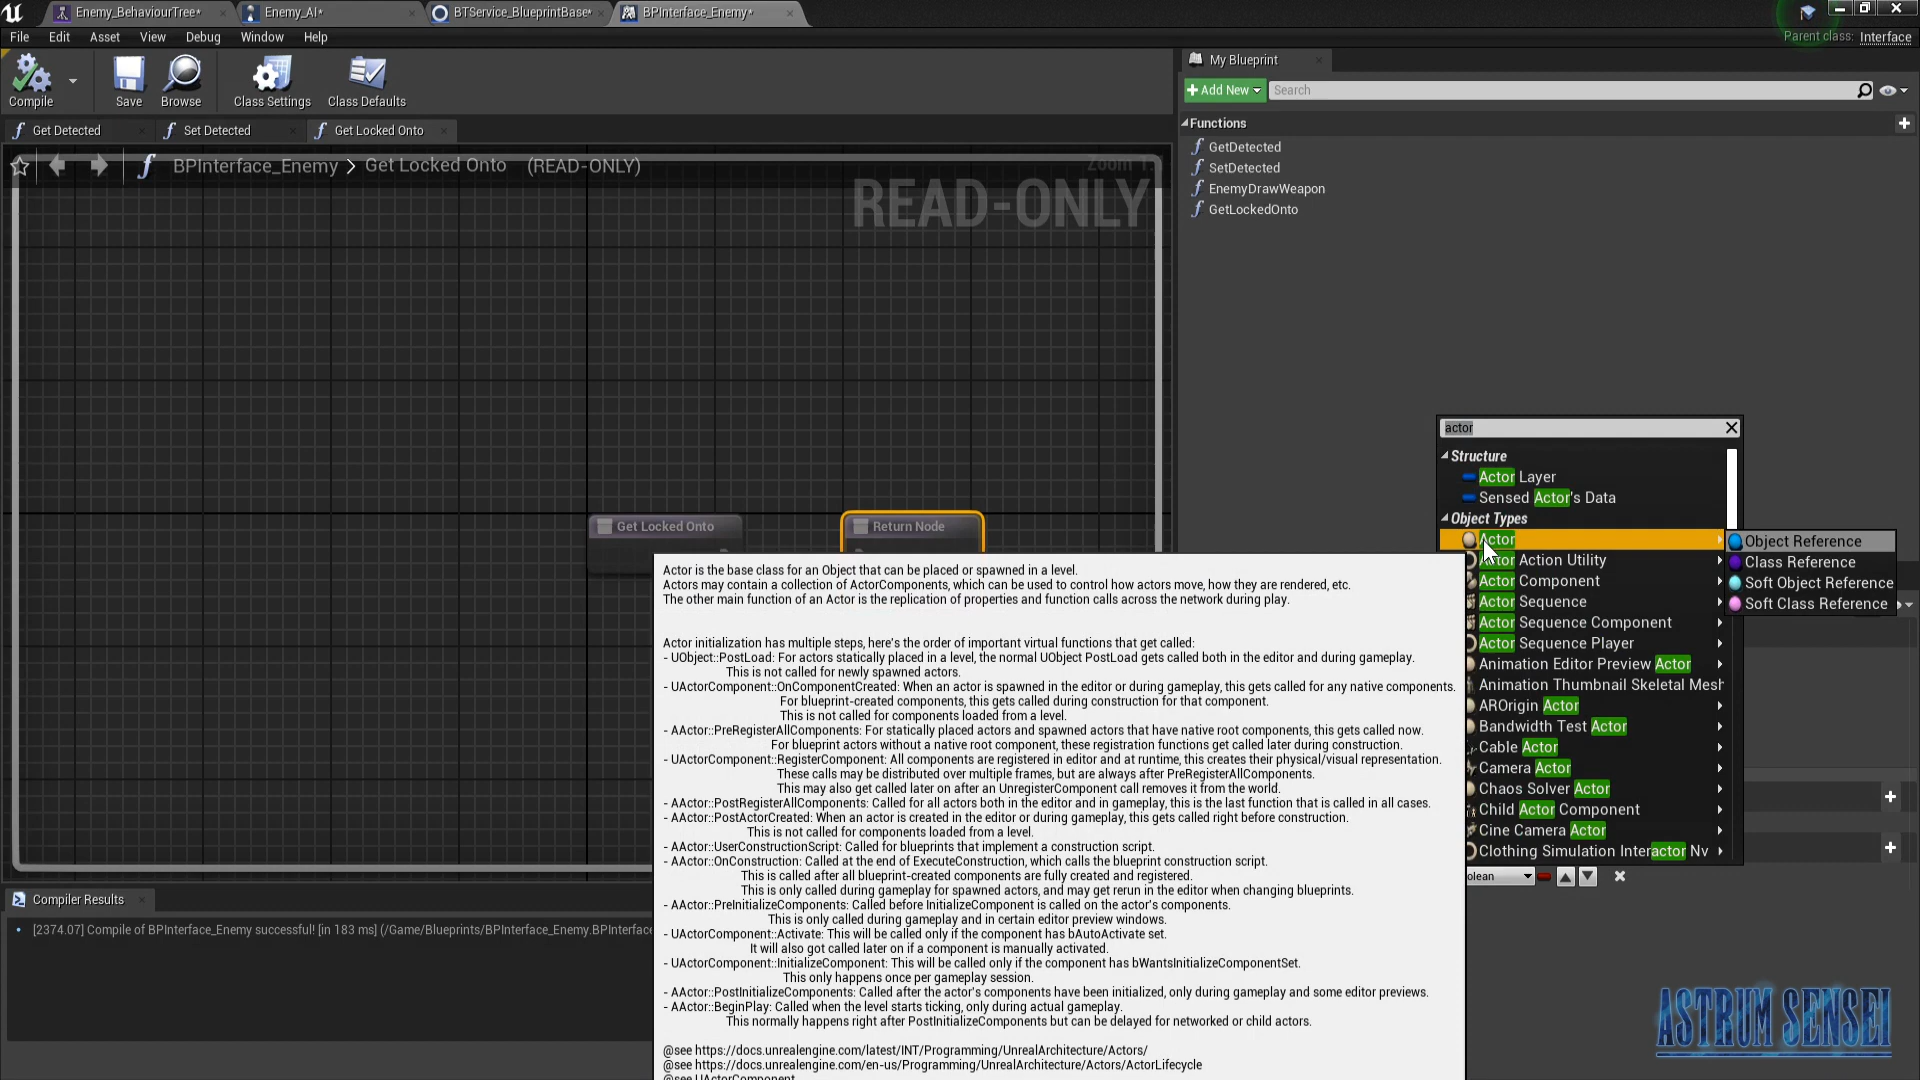 Enemy_BehaviourTree*
Enemy_AI*
BTService_BlueprintBase*
BPInterface_Enemy*
File Edit Asset View Debug Window Help
Parent class: Interface
Compile
Save
Browse
Class Settings
Class Defaults
My Blueprint
Add New
Search
Get Detected
Set Detected
Get Locked Onto
Functions
BPInterface_Enemy > Get Locked Onto (READ-ONLY)
READ-ONLY
GetDetected
SetDetected
EnemyDrawWeapon
GetLockedOnto
actor
Structure
Actor Layer
Sensed Actor's Data
Object Types
Actor
Actor Action Utility
Actor Component
Actor Sequence
Actor Sequence Component
Actor Sequence Player
Animation Editor Preview Actor
Animation Thumbnail Skeletal Mesh
AROrigin Actor
Bandwidth Test Actor
Cable Actor
Camera Actor
Chaos Solver Actor
Child Actor Component
Cine Camera Actor
Clothing Simulation Interactor Nv
Object Reference
Class Reference
Soft Object Reference
Soft Class Reference
olean
Get Locked Onto
Return Node
Actor is the base class for an Object that can be placed or spawned in a level.
Actors may contain a collection of ActorComponents, which can be used to control how actors move, how they are rendered, etc.
The other main function of an Actor is the replication of properties and function calls across the network during play.
Actor initialization has multiple steps, here's the order of important virtual functions that get called:
- UObject::PostLoad: For actors statically placed in a level, the normal UObject PostLoad gets called both in the editor and during gameplay.
This is not called for newly spawned actors.
- UActorComponent::OnComponentCreated: When an actor is spawned in the editor or during gameplay, this gets called for any native components.
For blueprint-created components, this gets called during construction for that component.
This is not called for components loaded from a level.
- AActor::PreRegisterAllComponents: For statically placed actors and spawned actors that have native root components, this gets called now.
For blueprint actors without a native root component, these registration functions get called later during construction.
- UActorComponent::RegisterComponent: All components are registered in editor and at runtime, this creates their physical/visual representation.
These calls may be distributed over multiple frames, but are always after PreRegisterAllComponents.
This may also get called later on after an UnregisterComponent call removes it from the world.
- AActor::PostRegisterAllComponents: Called for all actors both in the editor and in gameplay, this is the last function that is called in all cases.
- AActor::PostActorCreated: When an actor is created in the editor or during gameplay, this gets called right before construction.
This is not called for components loaded from a level.
- AActor::UserConstructionScript: Called for blueprints that implement a construction script.
- AActor::OnConstruction: Called at the end of ExecuteConstruction, which calls the blueprint construction script.
This is called after all blueprint-created components are fully created and registered.
This is only called during gameplay for spawned actors, and may get rerun in the editor when changing blueprints.
- AActor::PreInitializeComponents: Called before InitializeComponent is called on the actor's components.
This is only called during gameplay and in certain editor preview windows.
- UActorComponent::Activate: This will be called only if the component has bAutoActivate set.
It will also got called later on if a component is manually activated.
- UActorComponent::InitializeComponent: This will be called only if the component has bWantsInitializeComponentSet.
This only happens once per gameplay session.
- AActor::PostInitializeComponents: Called after the actor's components have been initialized, only during gameplay and some editor previews.
- AActor::BeginPlay: Called when the level starts ticking, only during actual gameplay.
This normally happens right after PostInitializeComponents but can be delayed for networked or child actors.
@see https://docs.unrealengine.com/latest/INT/Programming/UnrealArchitecture/Actors/
@see https://docs.unrealengine.com/en-us/Programming/UnrealArchitecture/Actors/ActorLifecycle
@see UActorComponent
Compiler Results
[2374.07] Compile of BPInterface_Enemy successful! [in 183 ms] (/Game/Blueprints/BPInterface_Enemy.BPInterface
ASTRUM SENSEI